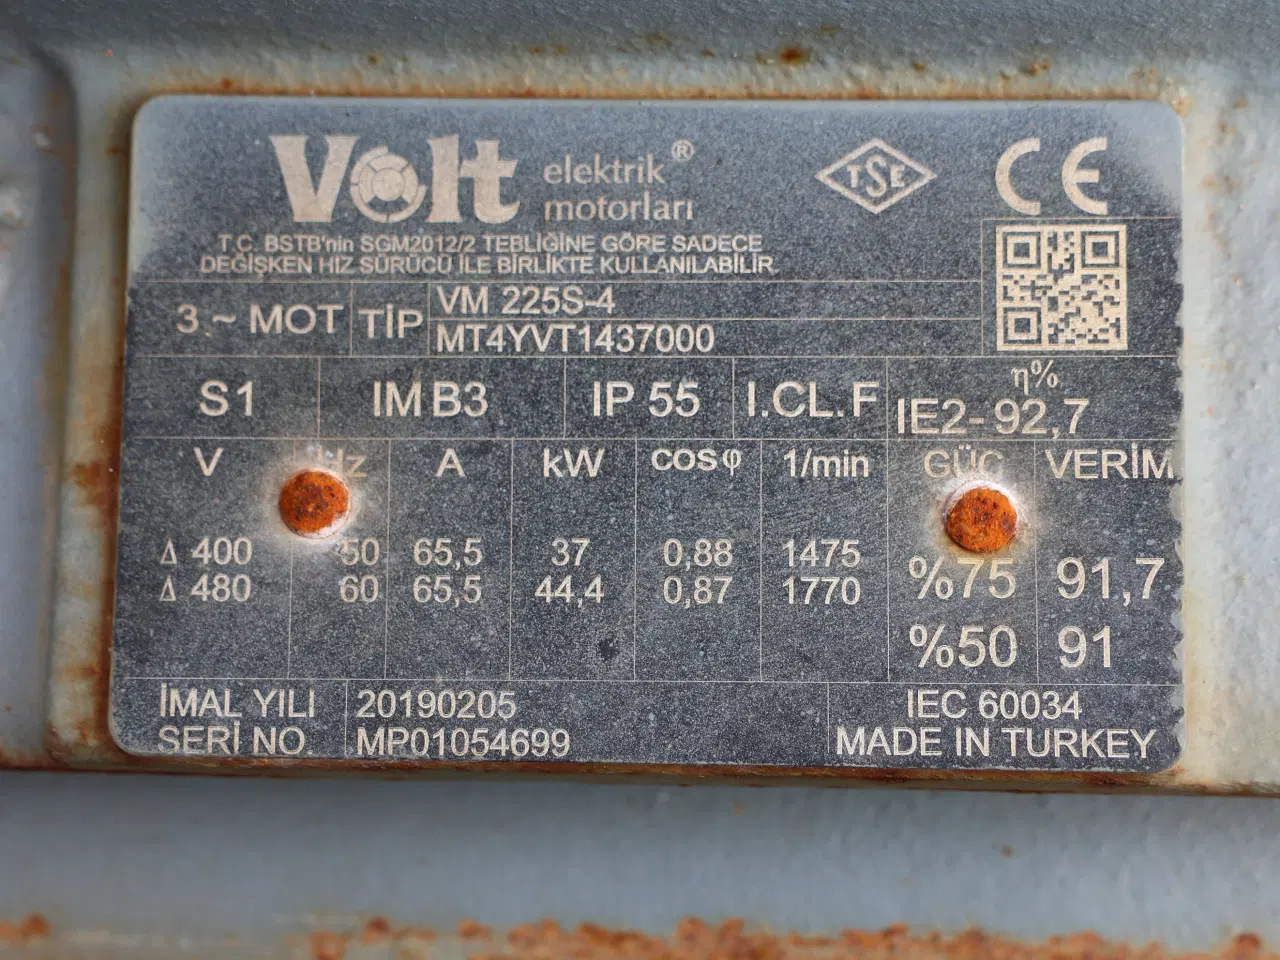 Volt elektrik motorları®
TSE
CE
T.C. BSTB'nin SGM2012/2 TEBLİĞİNE GÖRE SADECE
DEĞİŞKEN HIZ SÜRÜCÜ İLE BİRLİKTE KULLANILABİLİR.
3 ~ MOT TİP VM 225S-4
MT4YVT1437000
S1 IM B3 IP 55 I.CL.F η%
IE2- 92,7
V Hz A kW cosφ 1/min GÜÇ VERİM
Δ 400 50 65,5 37 0,88 1475
Δ 480 60 65,5 44,4 0,87 1770
%75 91,7
%50 91
İMAL YILI 20190205 IEC 60034
SERİ NO. MP01054699 MADE IN TURKEY